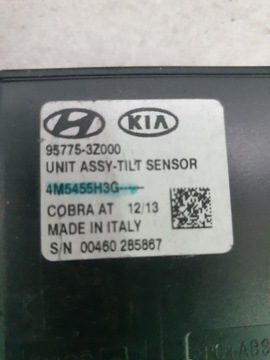 KIA
95775-3Z000
UNIT ASSY-TILT SENSOR
4M5455H3G------
COBRA AT 12/13
MADE IN ITALY
S/N 00460 285867